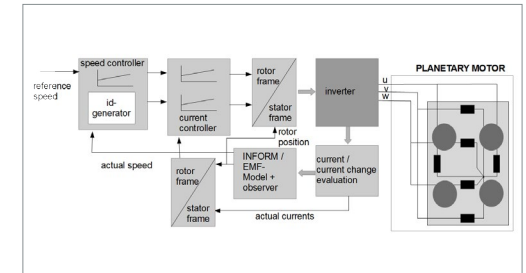 speed controller
reference
speed
id-
generator
current
controller
rotor
frame
stator
frame
inverter
u
v
w
PLANETARY MOTOR
rotor
position
actual speed
rotor
frame
stator
frame
INFORM /
EMF-
Model +
observer
current /
current change
evaluation
actual currents